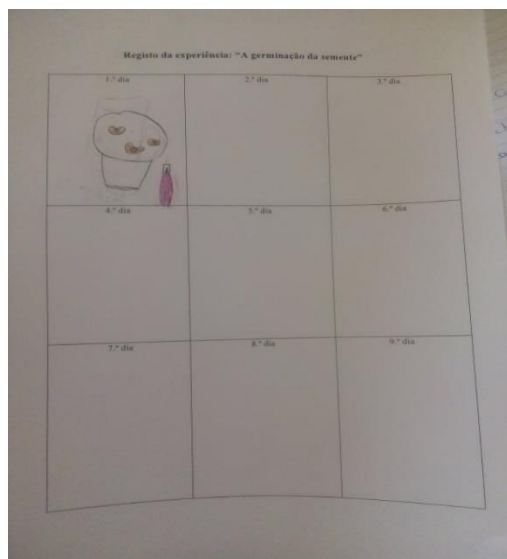 Registo da experiência: "A germinação da semente"
1.º dia
2.º dia
3.º dia
4.º dia
5.º dia
6.º dia
7.º dia
8.º dia
9.º dia